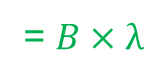 = B × λ